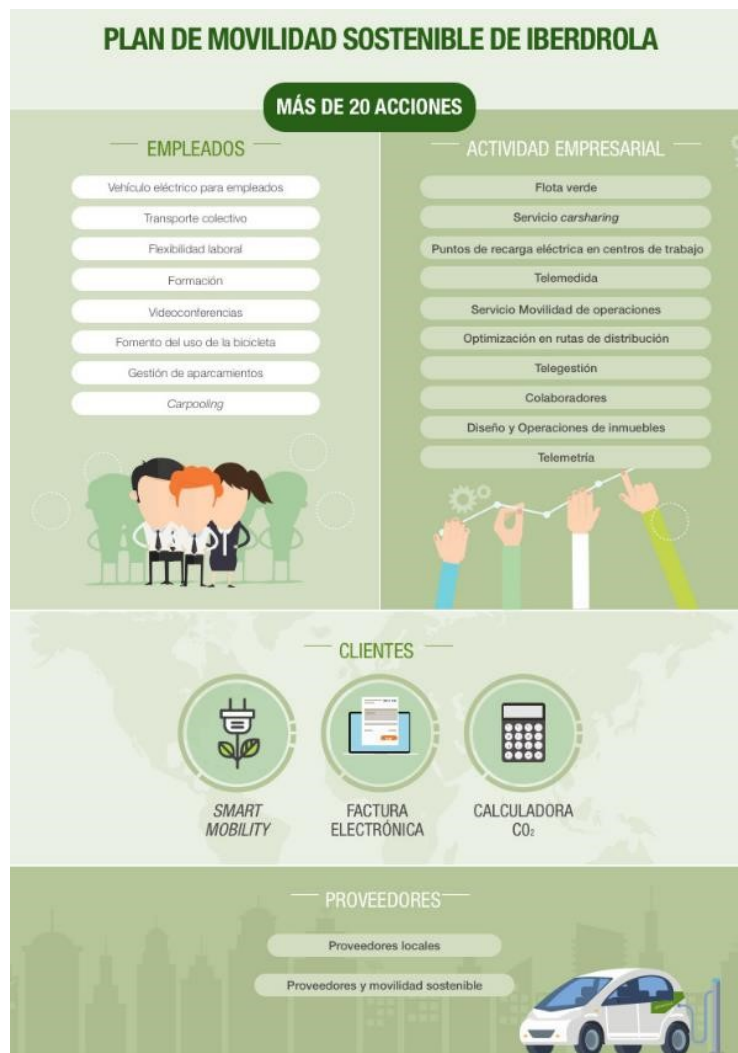 PLAN DE MOVILIDAD SOSTENIBLE DE IBERDROLA
MÁS DE 20 ACCIONES
EMPLEADOS
Vehículo eléctrico para empleados
Transporte colectivo
Flexibilidad laboral
Formación
Videoconferencias
Fomento del uso de la bicicleta
Gestión de aparcamientos
Carpooling
ACTIVIDAD EMPRESARIAL
Flota verde
Servicio carsharing
Puntos de recarga eléctrica en centros de trabajo
Telemedida
Servicio Movilidad de operaciones
Optimización en rutas de distribución
Telegestión
Colaboradores
Diseño y Operaciones de inmuebles
Telemetría
CLIENTES
SMART
MOBILITY
FACTURA
ELECTRÓNICA
CALCULADORA
CO₂
PROVEEDORES
Proveedores locales
Proveedores y movilidad sostenible